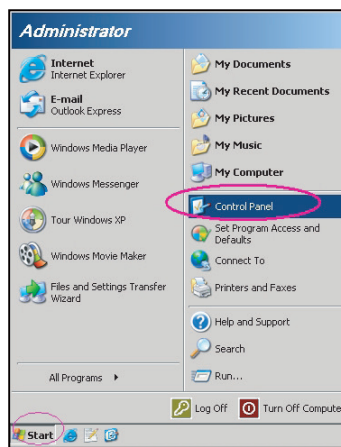 Administrator
Internet
Internet Explorer
E-mail
Outlook Express
Windows Media Player
Windows Messenger
Tour Windows XP
Windows Movie Maker
Files and Settings Transfer
Wizard
All Programs
My Documents
My Recent Documents
My Pictures
My Music
My Computer
Control Panel
Set Program Access and
Defaults
Connect To
Printers and Faxes
Help and Support
Search
Run...
Log Off
Turn Off Compute
Start